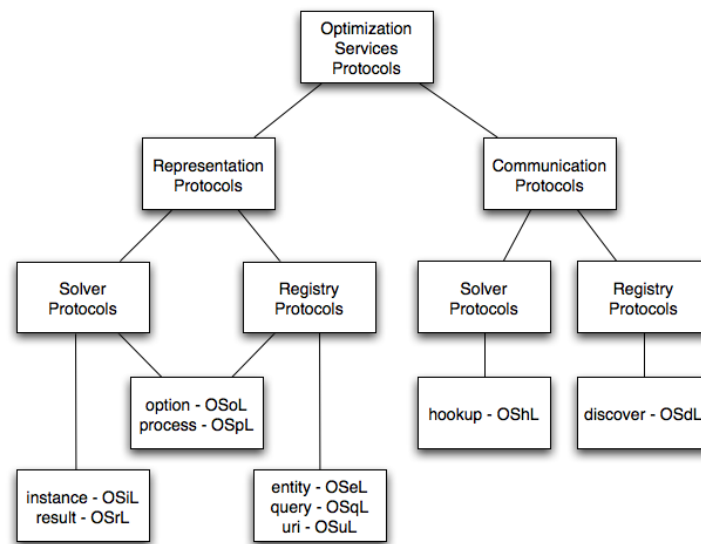 Optimization
Services
Protocols
Representation
Protocols
Communication
Protocols
Solver
Protocols
Registry
Protocols
Solver
Protocols
Registry
Protocols
option - OSoL
process - OSpL
hookup - OShL
discover - OSdL
instance - OSiL
result - OSrL
entity - OSeL
query - OSqL
uri - OSuL